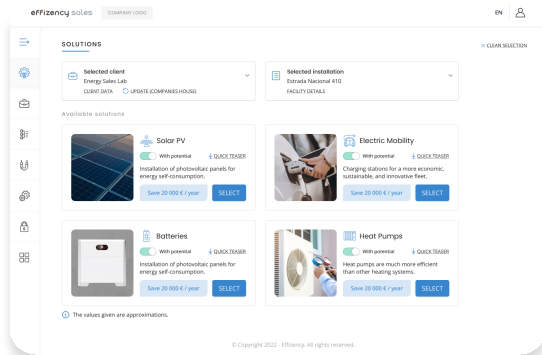 effizency sales
COMPANY LOGO
EN
SOLUTIONS
CLEAN SELECTION
Selected client
Energy Sales Lab
CLIENT DATA
UPDATE (COMPANIES HOUSE)
Selected installation
Estrada Nacional 410
FACILITY DETAILS
Available solutions
Solar PV
With potential
QUICK TEASER
Installation of photovoltaic panels for
energy self-consumption.
Save 20 000 € / year
SELECT
Electric Mobility
With potential
QUICK TEASER
Charging stations for a more economic,
sustainable, and innovative fleet.
Save 20 000 € / year
SELECT
Batteries
With potential
QUICK TEASER
Installation of photovoltaic panels for
energy self-consumption.
Save 20 000 € / year
SELECT
Heat Pumps
With potential
QUICK TEASER
Heat pumps are much more efficient
than other heating systems.
Save 20 000 € / year
SELECT
The values given are approximations.
© Copyright 2022 - Effizency. All rights reserved.